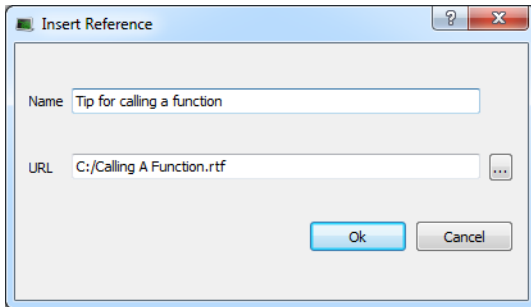 Insert Reference
Name Tip for calling a function
URL C:/Calling A Function.rtf ...
Ok Cancel